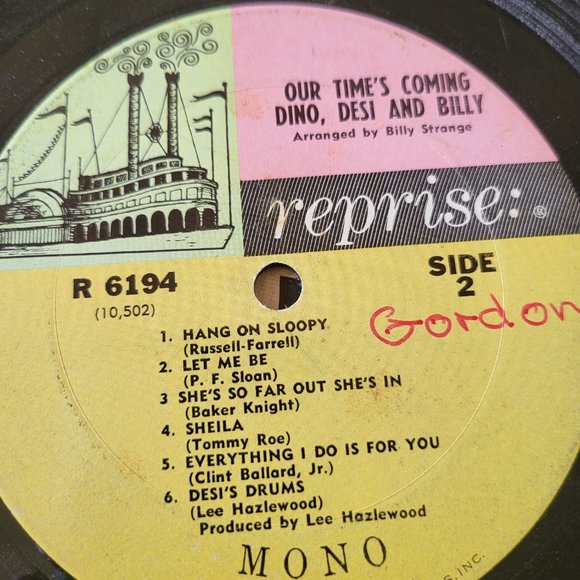 OUR TIME'S COMING
DINO, DESI AND BILLY
Arranged by Billy Strange
reprise: ®
R 6194
(10,502)
SIDE
2
Gordon
1. HANG ON SLOOPY
(Russell-Farrell)
2. LET ME BE
(P. F. Sloan)
3 SHE'S SO FAR OUT SHE'S IN
(Baker Knight)
4. SHEILA
(Tommy Roe)
5. EVERYTHING I DO IS FOR YOU
(Clint Ballard, Jr.)
6. DESI'S DRUMS
(Lee Hazlewood)
Produced by Lee Hazlewood
MONO
INC.